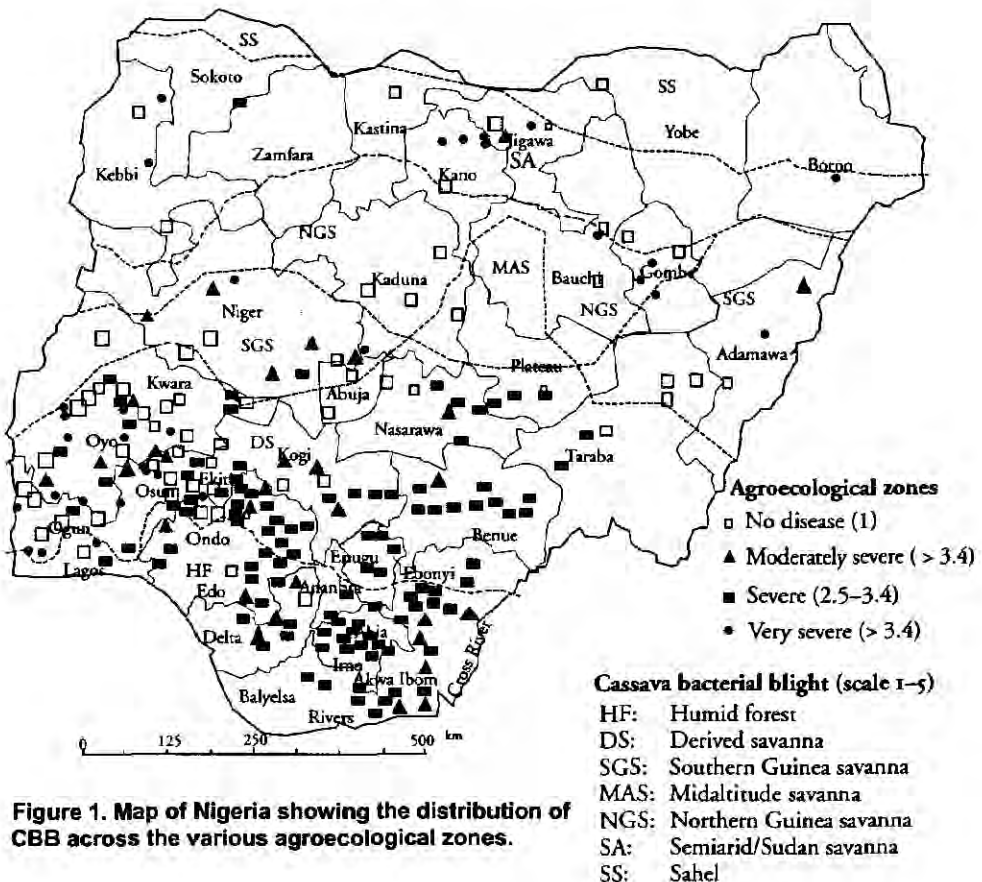 SS
Sokoto
SS
Kastina
Yobe
Jigawa
Zamfara
SA
Boron
Kebbi
Kano
NGS
MAS
Kaduna
Bauchi
Gombe
SGS
Niger
NGS
SGS
Adamawa
Plateau
Kwara
Abuja
Nasarawa
Oyo
DS
Kogi
Taraba
Ekiti
Osun
Ogun
Ondo
Benue
Enugu
Lagos
Ebonyi
HF
Edo
Anambra
Delta
Abia
Imo
Cross River
Akwa Ibom
Balyelsa
Rivers
0 125 250 500 km
Agroecological zones
No disease (1)
Moderately severe (> 3.4)
Severe (2.5–3.4)
Very severe (> 3.4)
Cassava bacterial blight (scale 1–5)
HF: Humid forest
DS: Derived savanna
SGS: Southern Guinea savanna
MAS: Midaltitude savanna
NGS: Northern Guinea savanna
SA: Semiarid/Sudan savanna
SS: Sahel
Figure 1. Map of Nigeria showing the distribution of
CBB across the various agroecological zones.